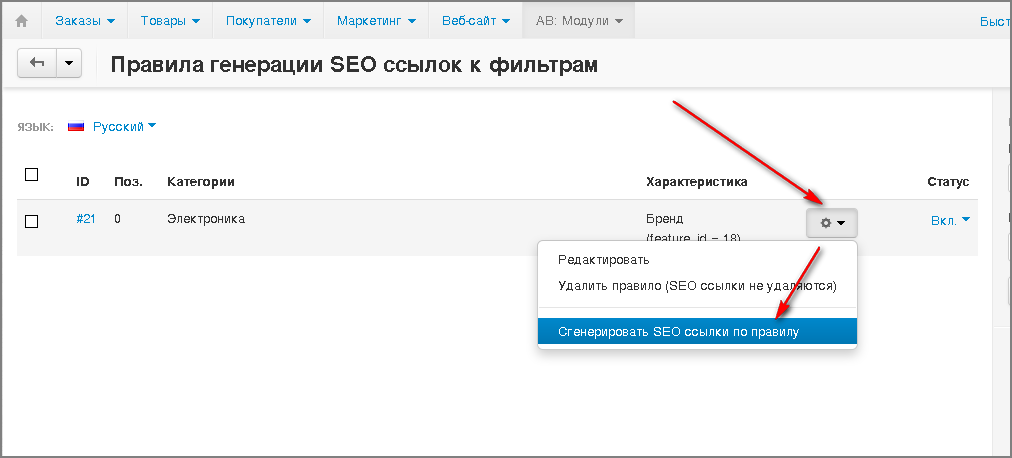 Заказы Товары Покупатели Маркетинг Веб-сайт АВ: Модули Быст
Правила генерации SEO ссылок к фильтрам
ЯЗЫК: Русский
ID Поз. Категории Характеристика Статус
#21 0 Электроника Бренд Вкл.
(feature_id = 18)
Редактировать
Удалить правило (SEO ссылки не удаляются)
Сгенерировать SEO ссылки по правилу